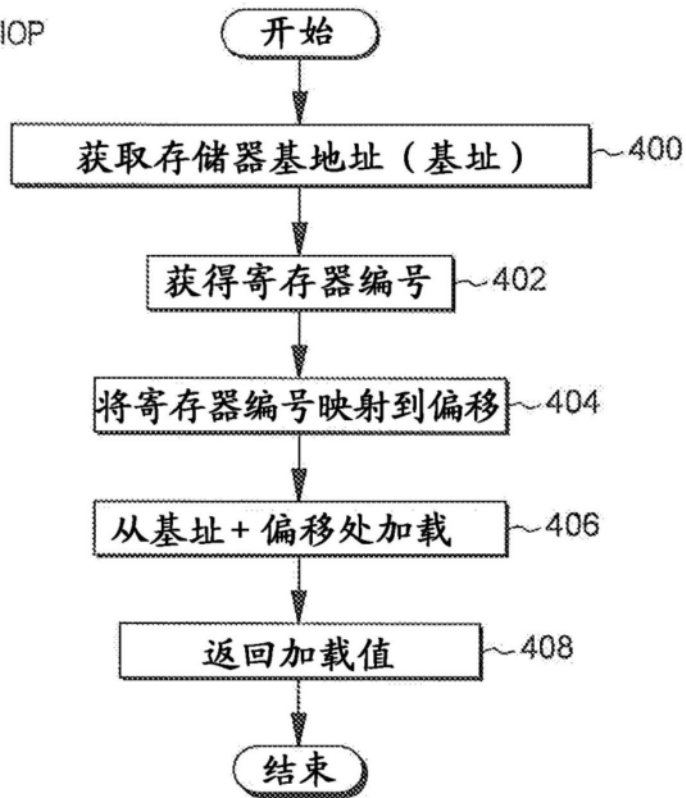 IOP
开始
获取存储器基地址（基址）
400
获得寄存器编号
402
将寄存器编号映射到偏移
404
从基址+偏移处加载
406
返回加载值
408
结束